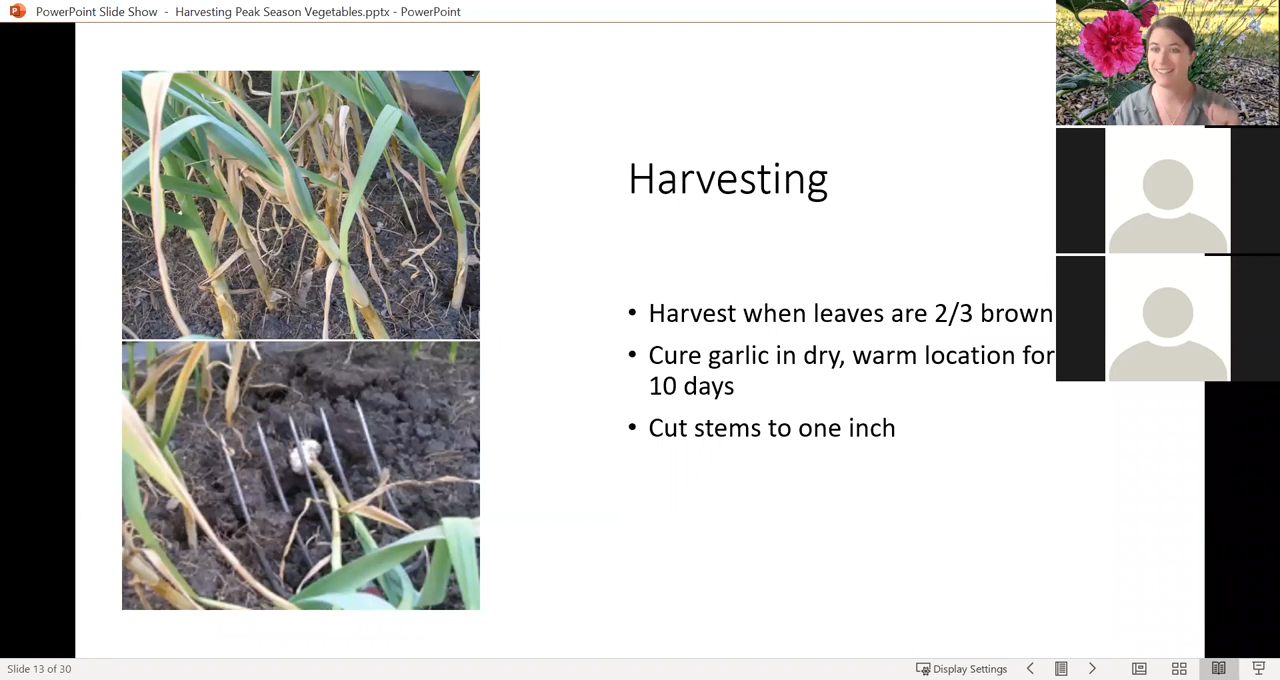 PowerPoint Slide Show - Harvesting Peak Season Vegetables.pptx - PowerPoint
Harvesting
• Harvest when leaves are 2/3 brown
• Cure garlic in dry, warm location for
10 days
• Cut stems to one inch
Slide 13 of 30
Display Settings